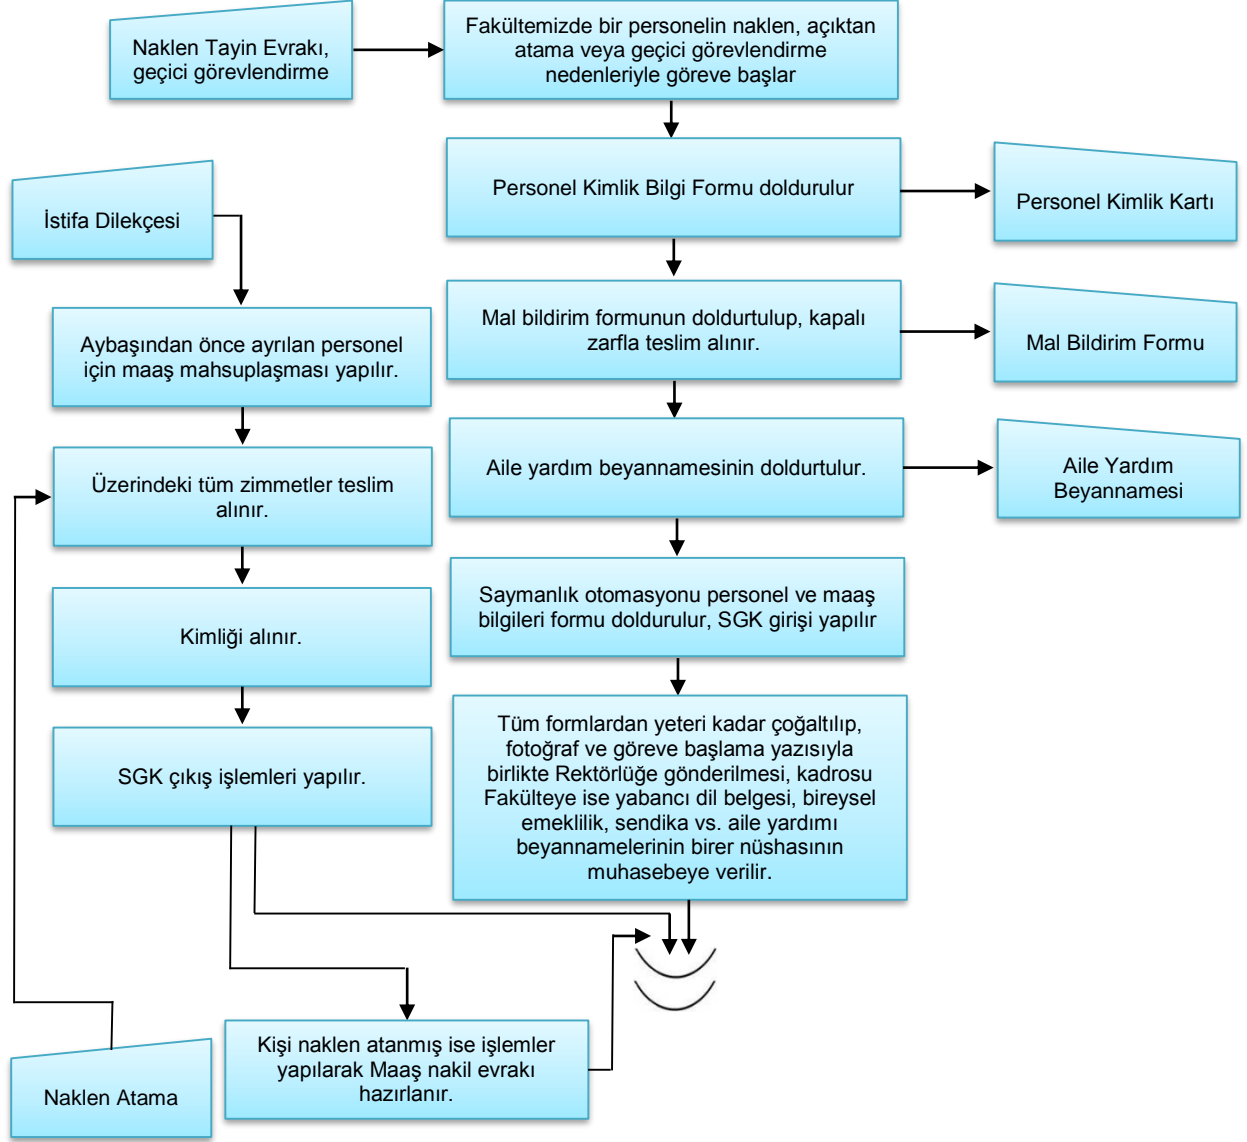 Naklen Tayin Evrakı,
geçici görevlendirme
Fakültemizde bir personelin naklen, açıktan
atama veya geçici görevlendirme
nedenleriyle göreve başlar
Personel Kimlik Bilgi Formu doldurulur
Personel Kimlik Kartı
İstifa Dilekçesi
Mal bildirim formunun doldurtulup, kapalı
zarfla teslim alınır.
Mal Bildirim Formu
Aybaşından önce ayrılan personel
için maaş mahsuplaşması yapılır.
Aile yardım beyannamesinin doldurtulur.
Aile Yardım
Beyannamesi
Üzerindeki tüm zimmetler teslim
alınır.
Saymanlık otomasyonu personel ve maaş
bilgileri formu doldurulur, SGK girişi yapılır
Kimliği alınır.
Tüm formlardan yeteri kadar çoğaltılıp,
fotoğraf ve göreve başlama yazısıyla
birlikte Rektörlüğe gönderilmesi, kadrosu
Fakülteye ise yabancı dil belgesi, bireysel
emeklilik, sendika vs. aile yardımı
beyannamelerinin birer nüshasının
muhasebeye verilir.
SGK çıkış işlemleri yapılır.
Kişi naklen atanmış ise işlemler
yapılarak Maaş nakil evrakı
hazırlanır.
Naklen Atama